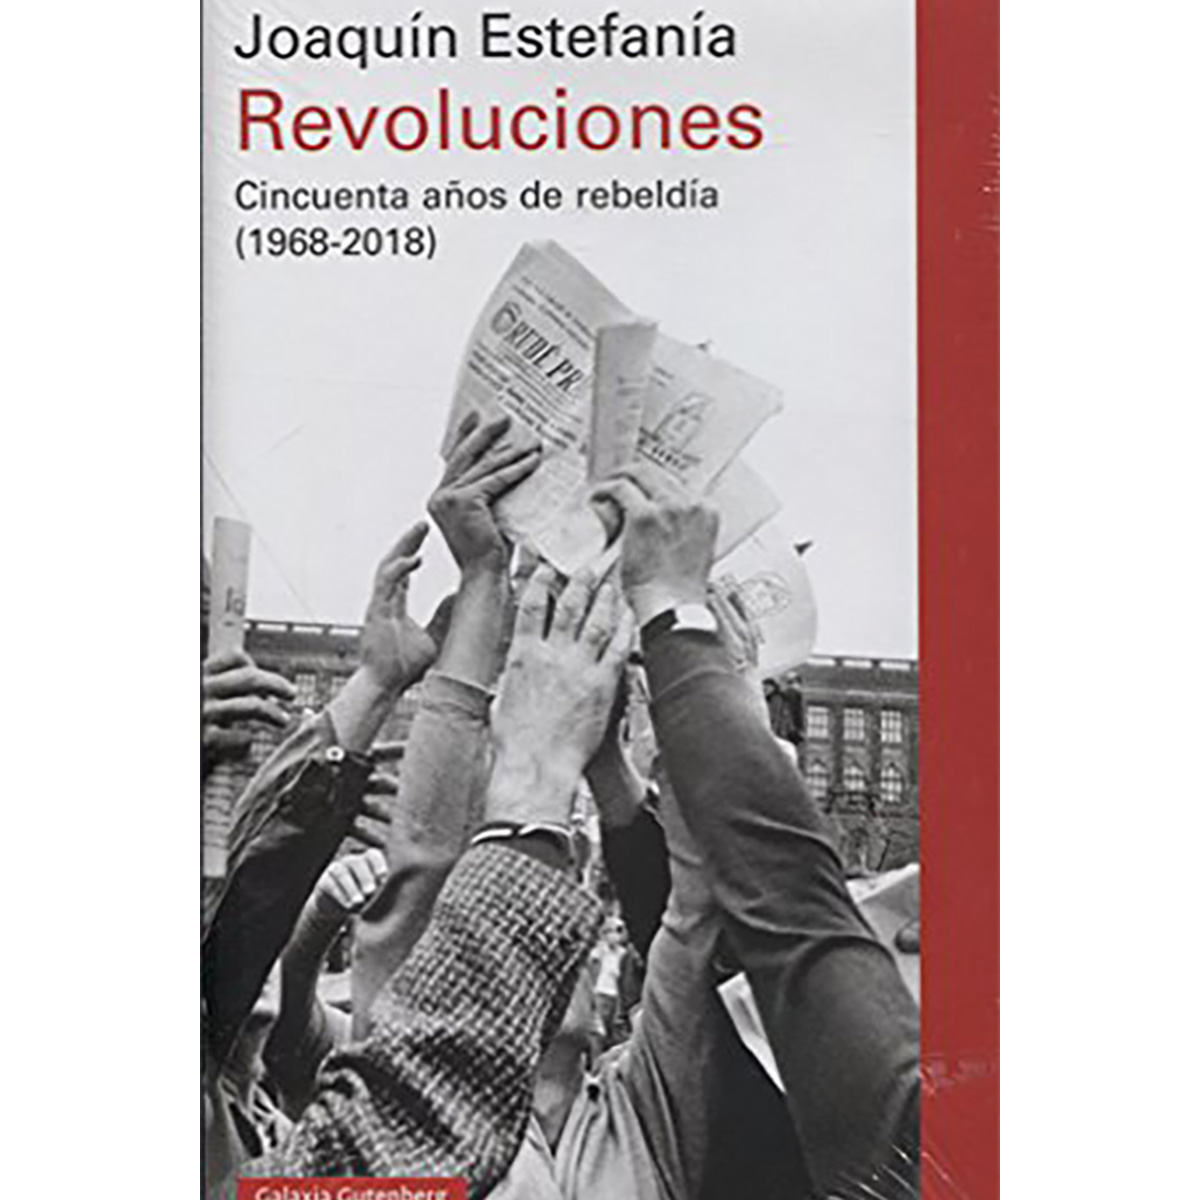 Joaquín Estefanía
Revoluciones
Cincuenta años de rebeldía
(1968-2018)
Galaxia Gutenberg